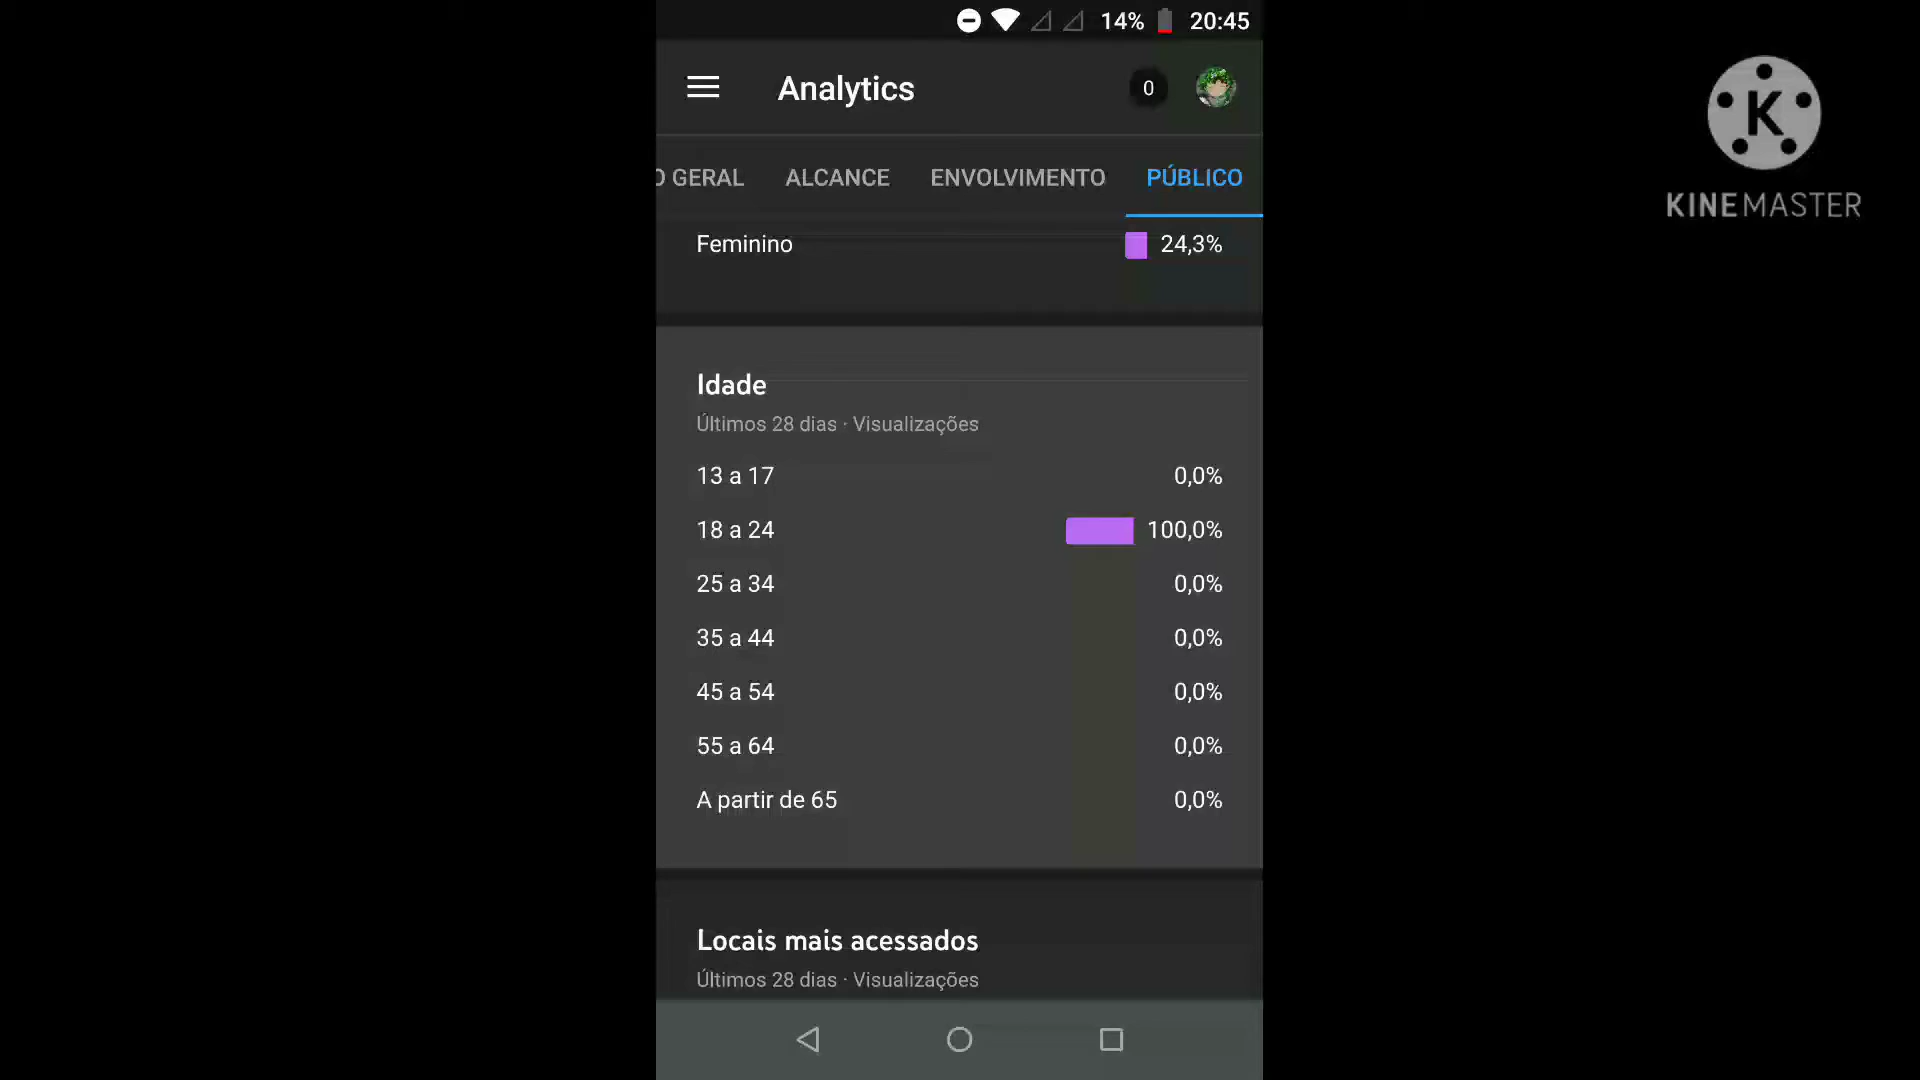 14% 20:45
Analytics 0
O GERAL ALCANCE ENVOLVIMENTO PÚBLICO
K
KINEMASTER
Feminino 24,3%
Idade
Últimos 28 dias · Visualizações
13 a 17 0,0%
18 a 24 100,0%
25 a 34 0,0%
35 a 44 0,0%
45 a 54 0,0%
55 a 64 0,0%
A partir de 65 0,0%
Locais mais acessados
Últimos 28 dias · Visualizações